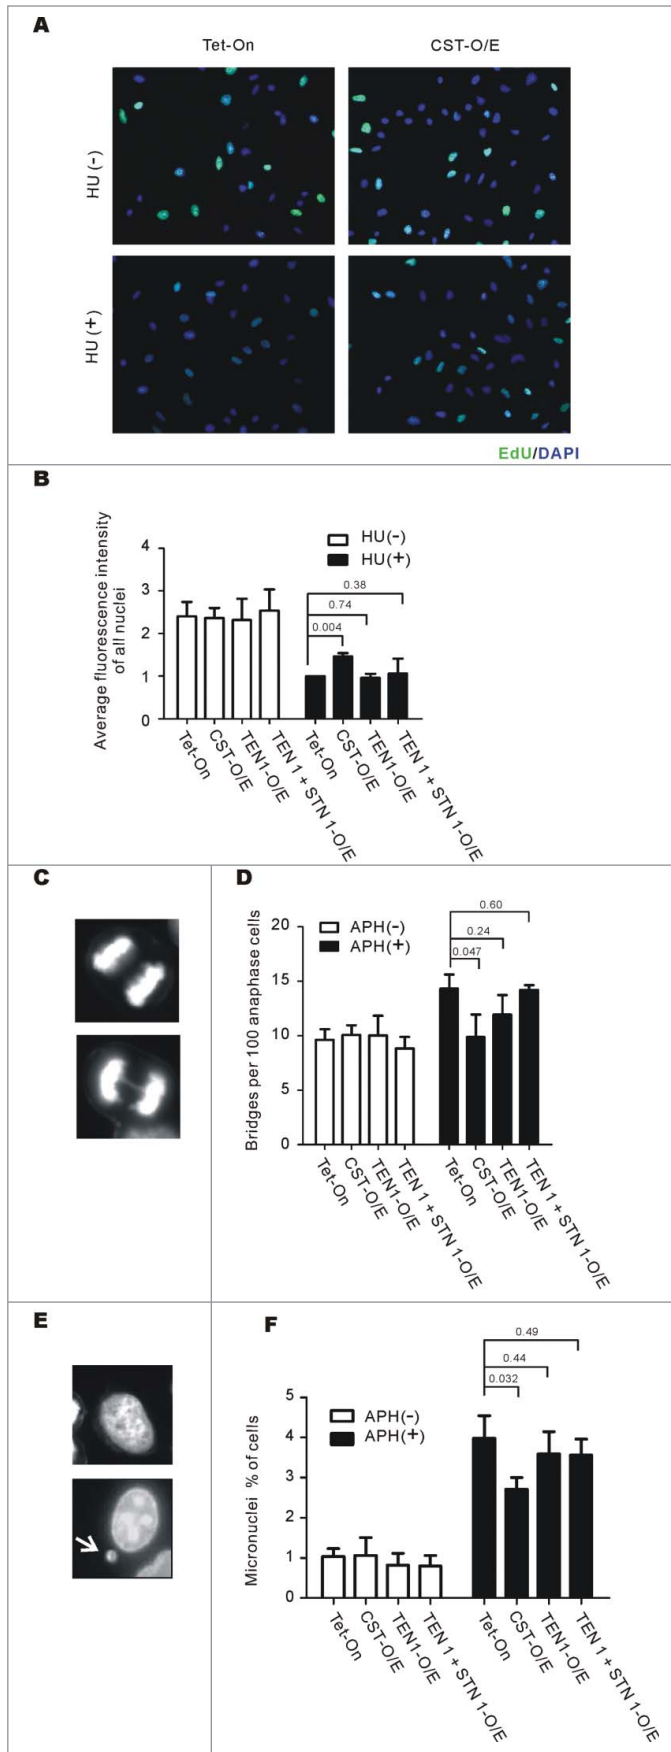 A
Tet-On CST-O/E
HU (-)
HU (+)
EdU/DAPI
B
Average fluorescence intensity
of all nuclei
4
3
2
1
0
HU(-)
HU(+)
0.38
0.74
0.004
Tet-On
CST-O/E
TEN1-O/E
TEN 1 + STN 1-O/E
Tet-On
CST-O/E
TEN1-O/E
TEN 1 + STN 1-O/E
C
D
Bridges per 100 anaphase cells
20
15
10
5
0
APH(-)
APH(+)
0.60
0.24
0.047
Tet-On
CST-O/E
TEN1-O/E
TEN 1 + STN 1-O/E
Tet-On
CST-O/E
TEN1-O/E
TEN 1 + STN 1-O/E
E
F
Micronuclei % of cells
5
4
3
2
1
0
APH(-)
APH(+)
0.49
0.44
0.032
Tet-On
CST-O/E
TEN1-O/E
TEN 1 + STN 1-O/E
Tet-On
CST-O/E
TEN1-O/E
TEN 1 + STN 1-O/E